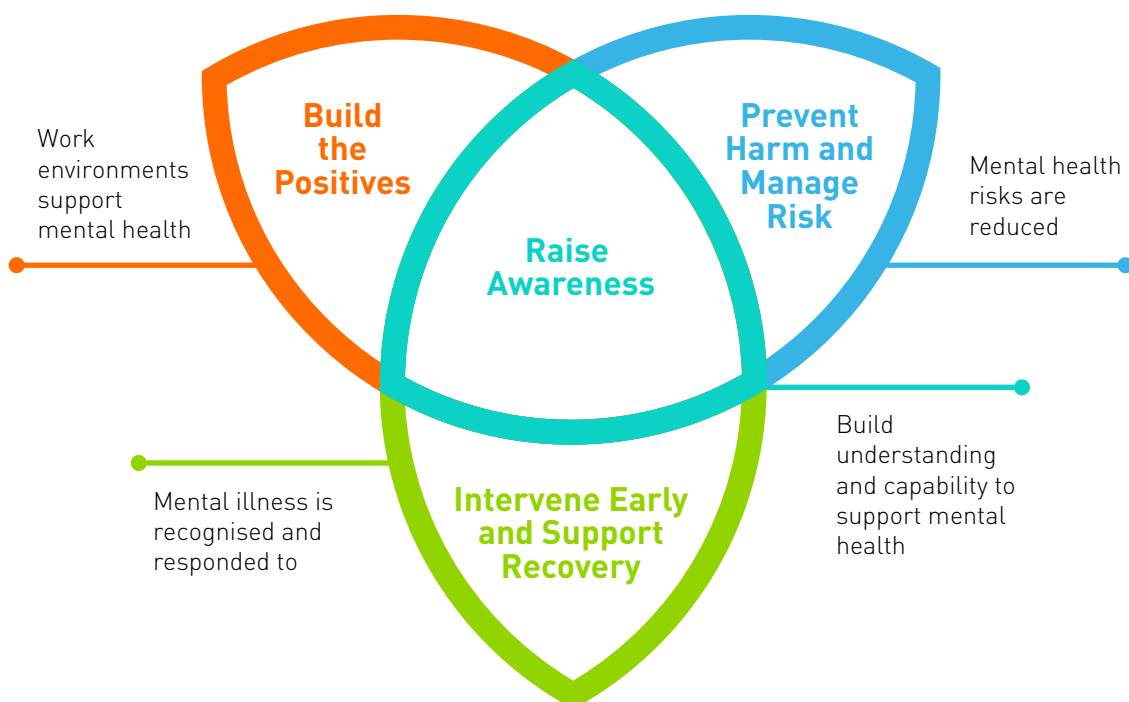 Build
the
Positives
Prevent
Harm and
Manage
Risk
Work
environments
support
mental health
Mental health
risks are
reduced
Raise
Awareness
Build
understanding
and capability to
support mental
health
Mental illness is
recognised and
responded to
Intervene Early
and Support
Recovery